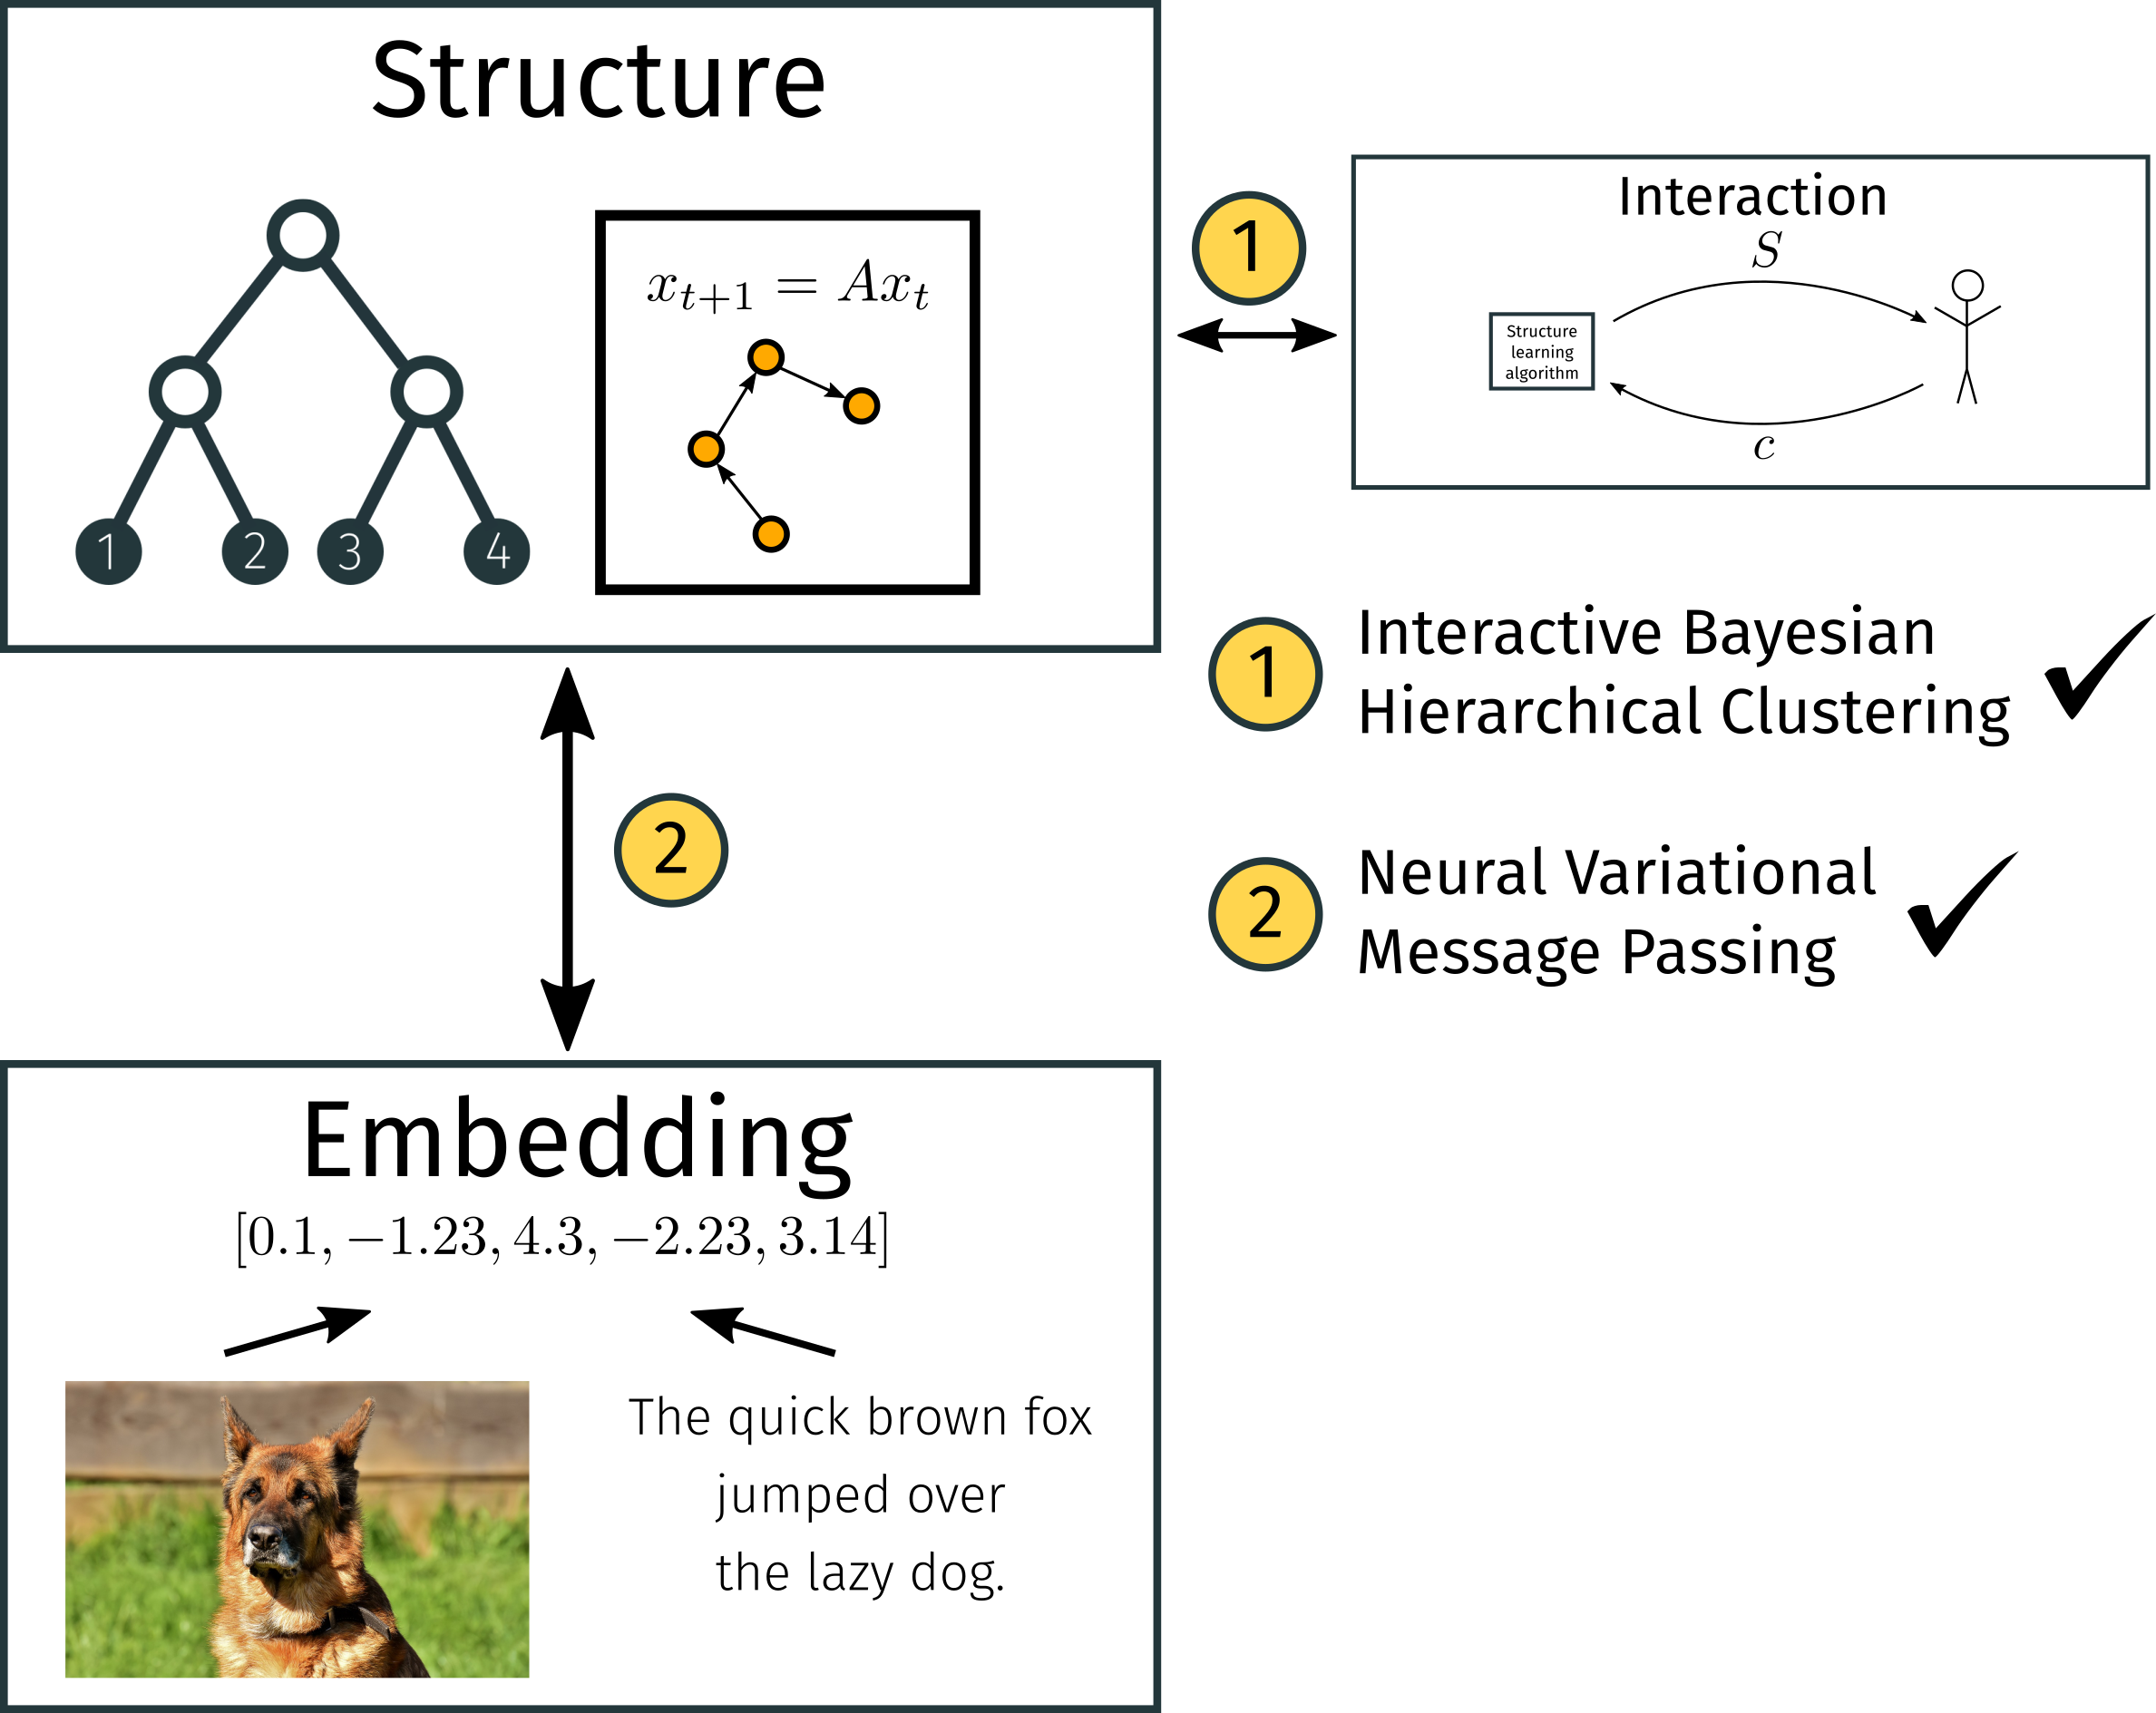 Structure
1
2
3
4
x_{t+1} = Ax_t
1
Interaction
S
Structure
learning
algorithm
c
1
Interactive Bayesian
Hierarchical Clustering
2
2
Neural Variational
Message Passing
Embedding
[0.1, −1.23, 4.3, −2.23, 3.14]
The quick brown fox
jumped over
the lazy dog.